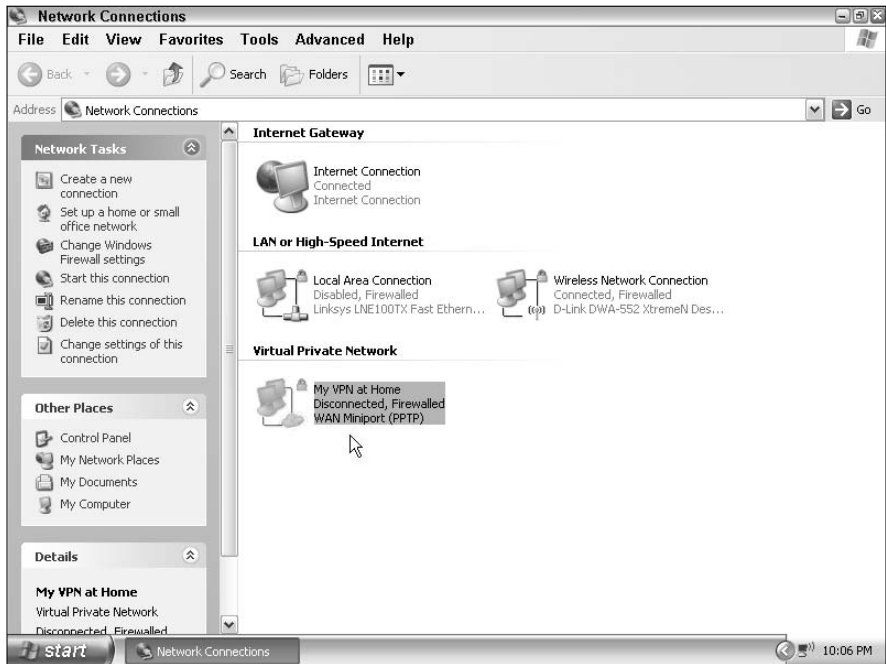 Network Connections
File Edit View Favorites Tools Advanced Help
Back Search Folders
Address Network Connections Go
Network Tasks
Create a new
connection
Set up a home or small
office network
Change Windows
Firewall settings
Start this connection
Rename this connection
Delete this connection
Change settings of this
connection
Other Places
Control Panel
My Network Places
My Documents
My Computer
Details
My VPN at Home
Virtual Private Network
Disconnected, Firewalled
Internet Gateway
Internet Connection
Connected
Internet Connection
LAN or High-Speed Internet
Local Area Connection
Disabled, Firewalled
Linksys LNE100TX Fast Ethern...
Wireless Network Connection
Connected, Firewalled
D-Link DWA-552 XtremeN Des...
Virtual Private Network
My VPN at Home
Disconnected, Firewalled
WAN Miniport (PPTP)
start Network Connections 10:06 PM